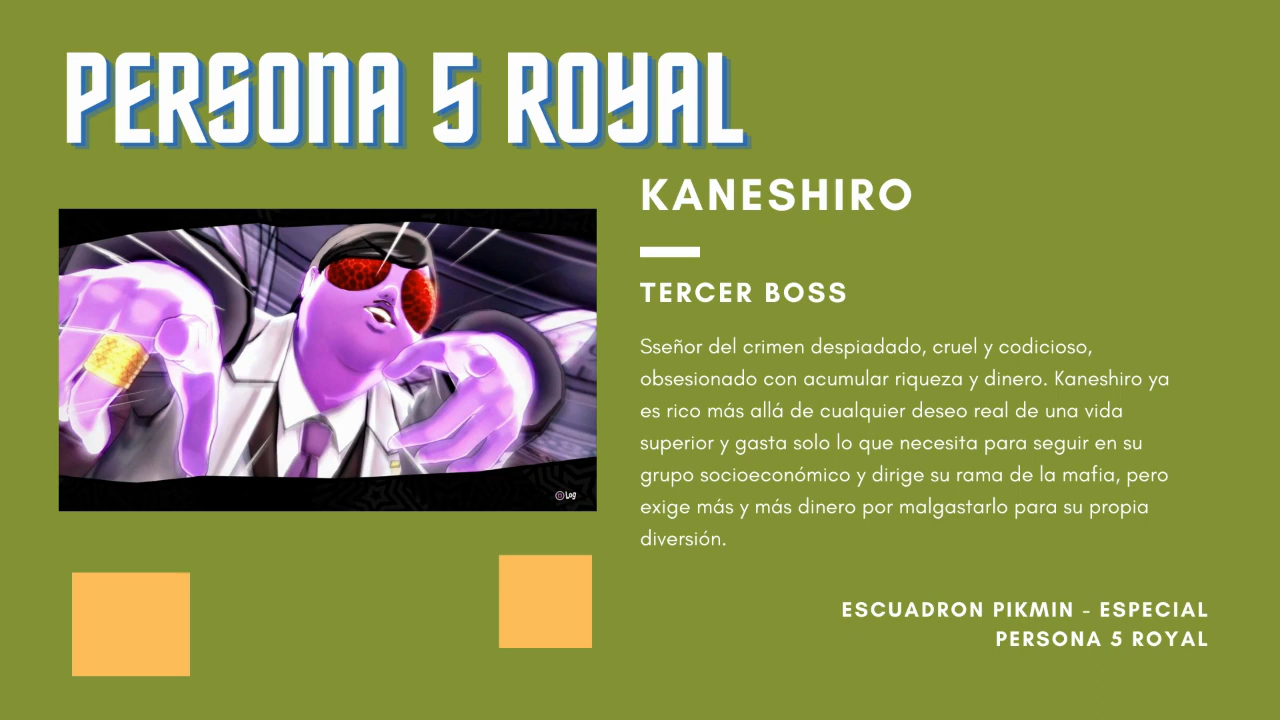 PERSONA 5 ROYAL
KANESHIRO
TERCER BOSS
Sseñor del crimen despiadado, cruel y codicioso,
obsesionado con acumular riqueza y dinero. Kaneshiro ya
es rico más allá de cualquier deseo real de una vida
superior y gasta solo lo que necesita para seguir en su
grupo socioeconómico y dirige su rama de la mafia, pero
exige más y más dinero por malgastarlo para su propia
diversión.
Log
ESCUADRON PIKMIN - ESPECIAL
PERSONA 5 ROYAL